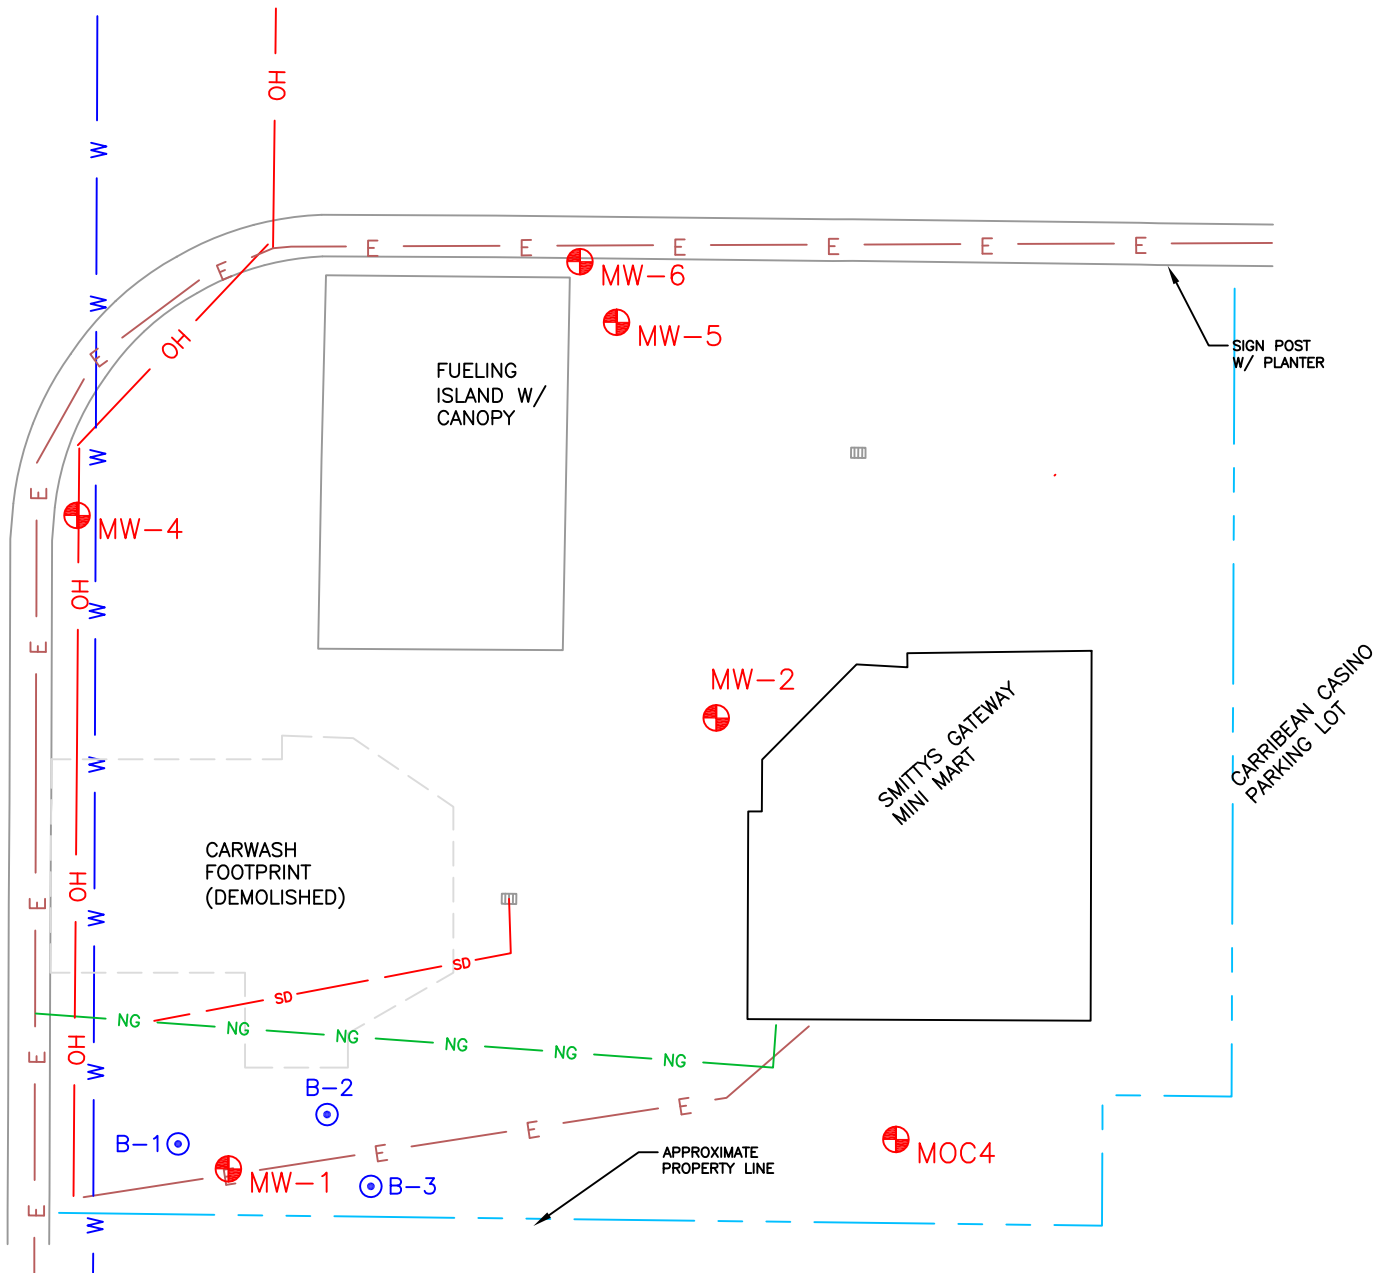 OH
W
E
E
E
E
E
E
E
MW-6
W
MW-5
OH
E
SIGN POST
W/ PLANTER
FUELING
ISLAND W/
CANOPY
W
E
MW-4
OH
W
E
MW-2
SMITTYS GATEWAY
MINI MART
CARRIBEAN CASINO
PARKING LOT
W
CARWASH
FOOTPRINT
(DEMOLISHED)
OH
E
W
SD
SD
NG
NG
NG
NG
NG
NG
OH
E
W
B-2
E
B-1
E
E
APPROXIMATE
PROPERTY LINE
MOC4
E
MW-1
B-3
E
W